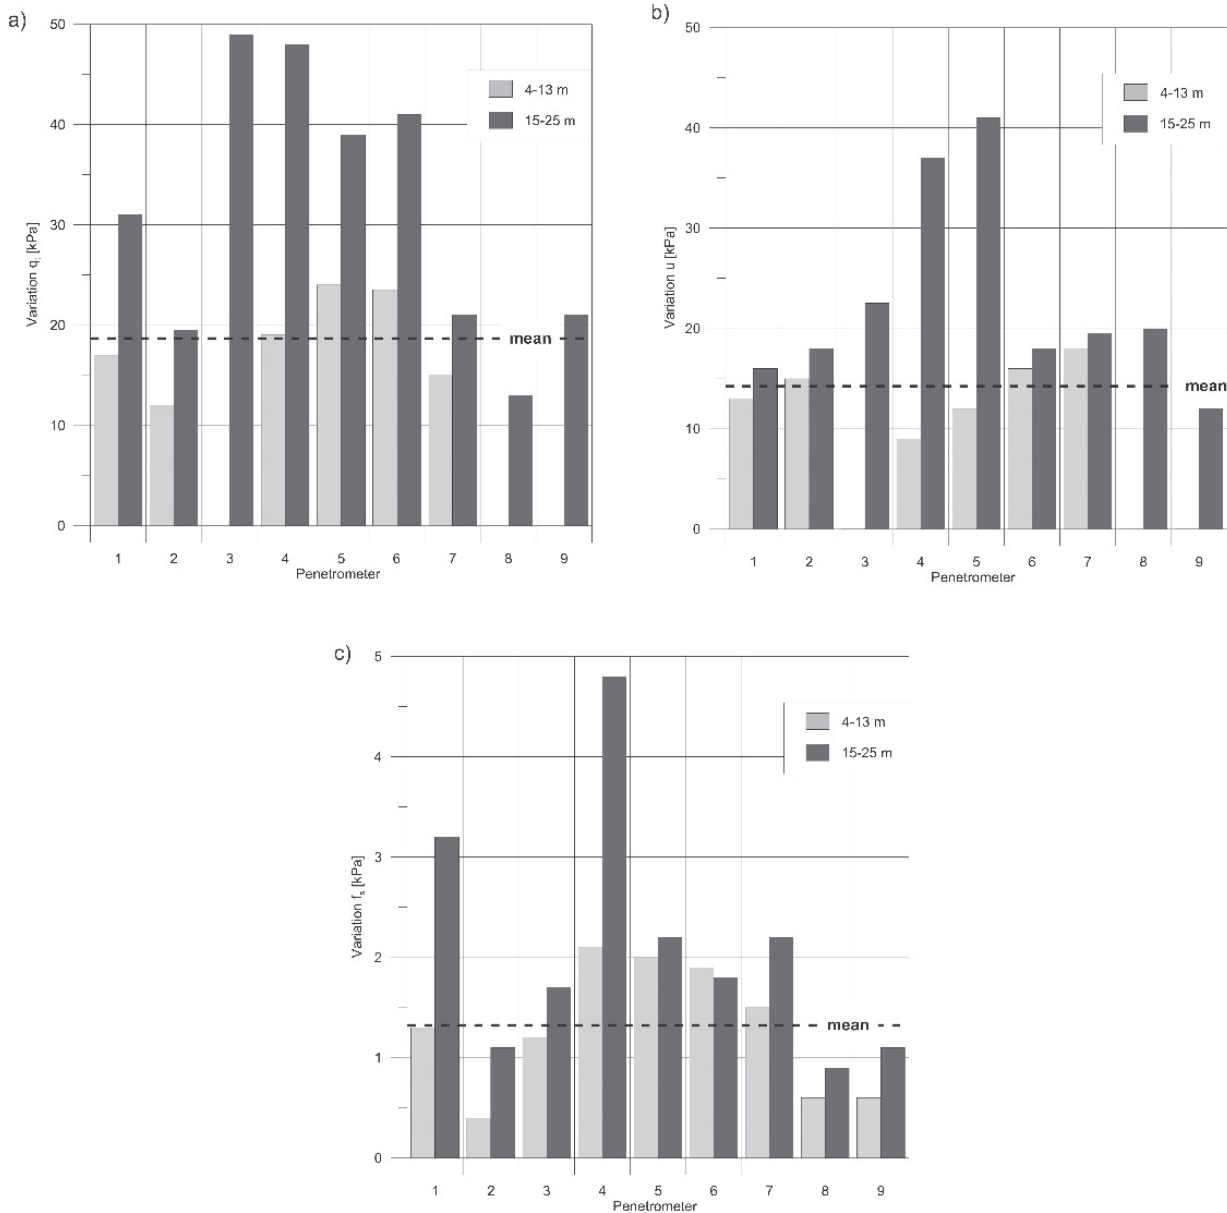 a)
50
40
30
20
10
0
Variation qt [kPa]
4-13 m
15-25 m
mean
1 2 3 4 5 6 7 8 9
Penetrometer
b)
50
40
30
20
10
0
Variation u [kPa]
4-13 m
15-25 m
mean
1 2 3 4 5 6 7 8 9
Penetrometer
c)
5
4
3
2
1
0
Variation fs [kPa]
4-13 m
15-25 m
mean
1 2 3 4 5 6 7 8 9
Penetrometer